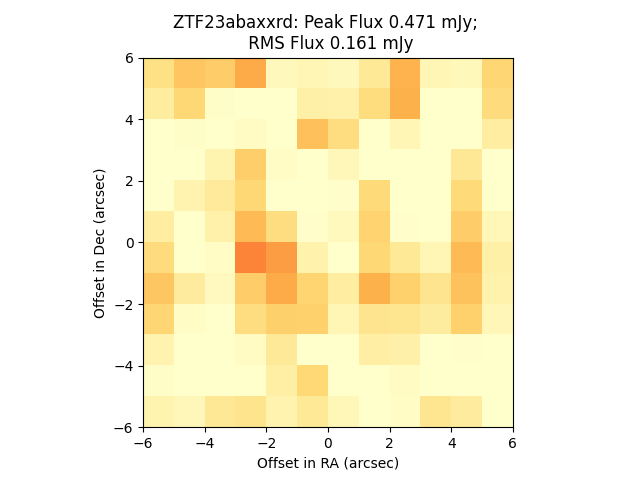 ZTF23abaxxrd: Peak Flux 0.471 mJy;
RMS Flux 0.161 mJy
6
4
2
0
−2
−4
−6
Offset in Dec (arcsec)
−6 −4 −2 0 2 4 6
Offset in RA (arcsec)